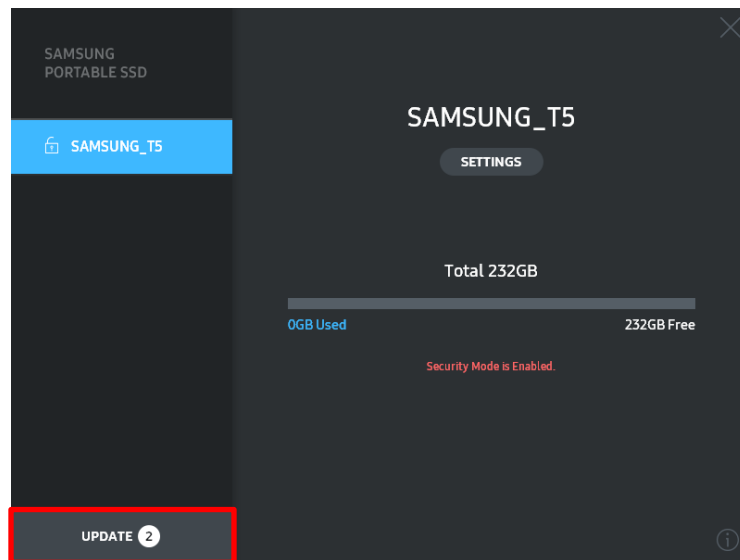 SAMSUNG
PORTABLE SSD
SAMSUNG_T5
SAMSUNG_T5
SETTINGS
Total 232GB
0GB Used
232GB Free
Security Mode is Enabled.
UPDATE 2